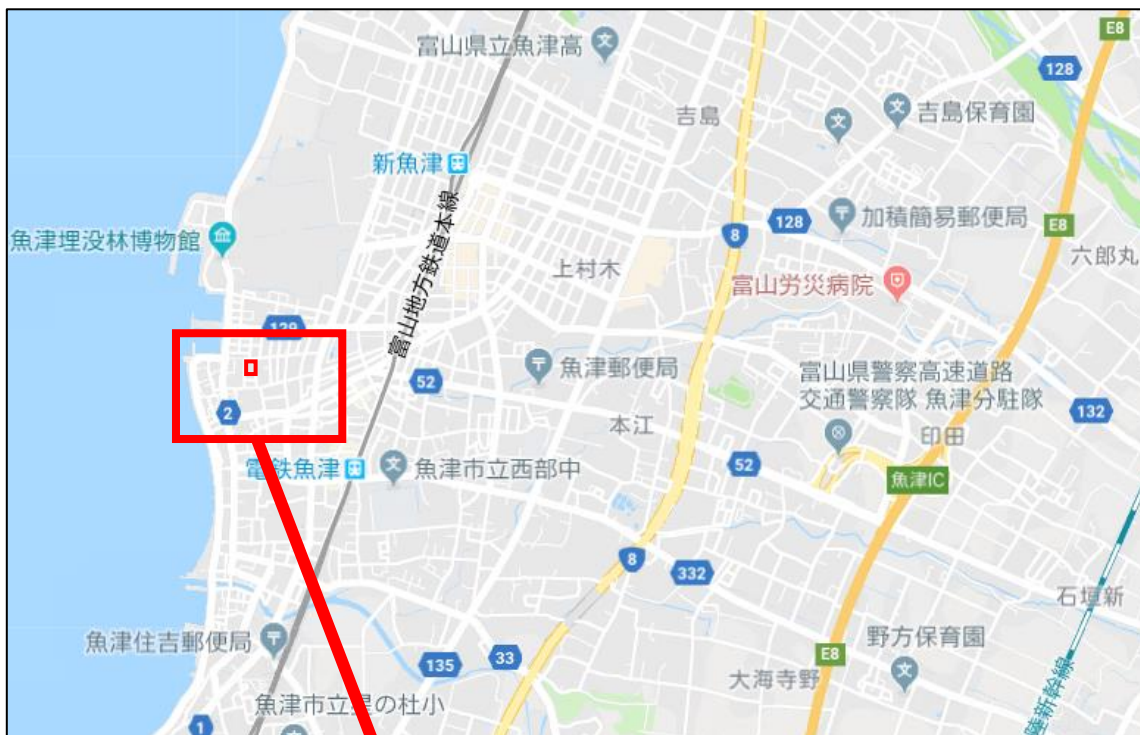 E8
富山県立魚津高
128
吉島
吉島保育園
新魚津
128
加積簡易郵便局
E8
魚津埋没林博物館
8
六郎丸
上村木
富山労災病院
富山地方鉄道本線
129
魚津郵便局
富山県警察高速道路
交通警察隊 魚津分駐隊
52
2
132
本江
印田
電鉄魚津
魚津市立西部中
52
魚津IC
8
332
石垣新
魚津住吉郵便局
135
33
E8
野方保育園
大海寺野
陸新幹線
魚津市立星の杜小
1